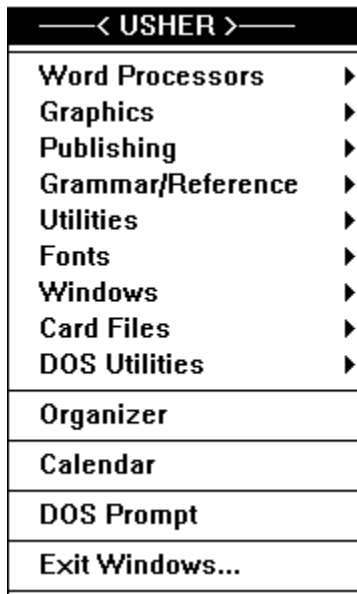 < USHER >
Word Processors
Graphics
Publishing
Grammar/Reference
Utilities
Fonts
Windows
Card Files
DOS Utilities
Organizer
Calendar
DOS Prompt
Exit Windows...